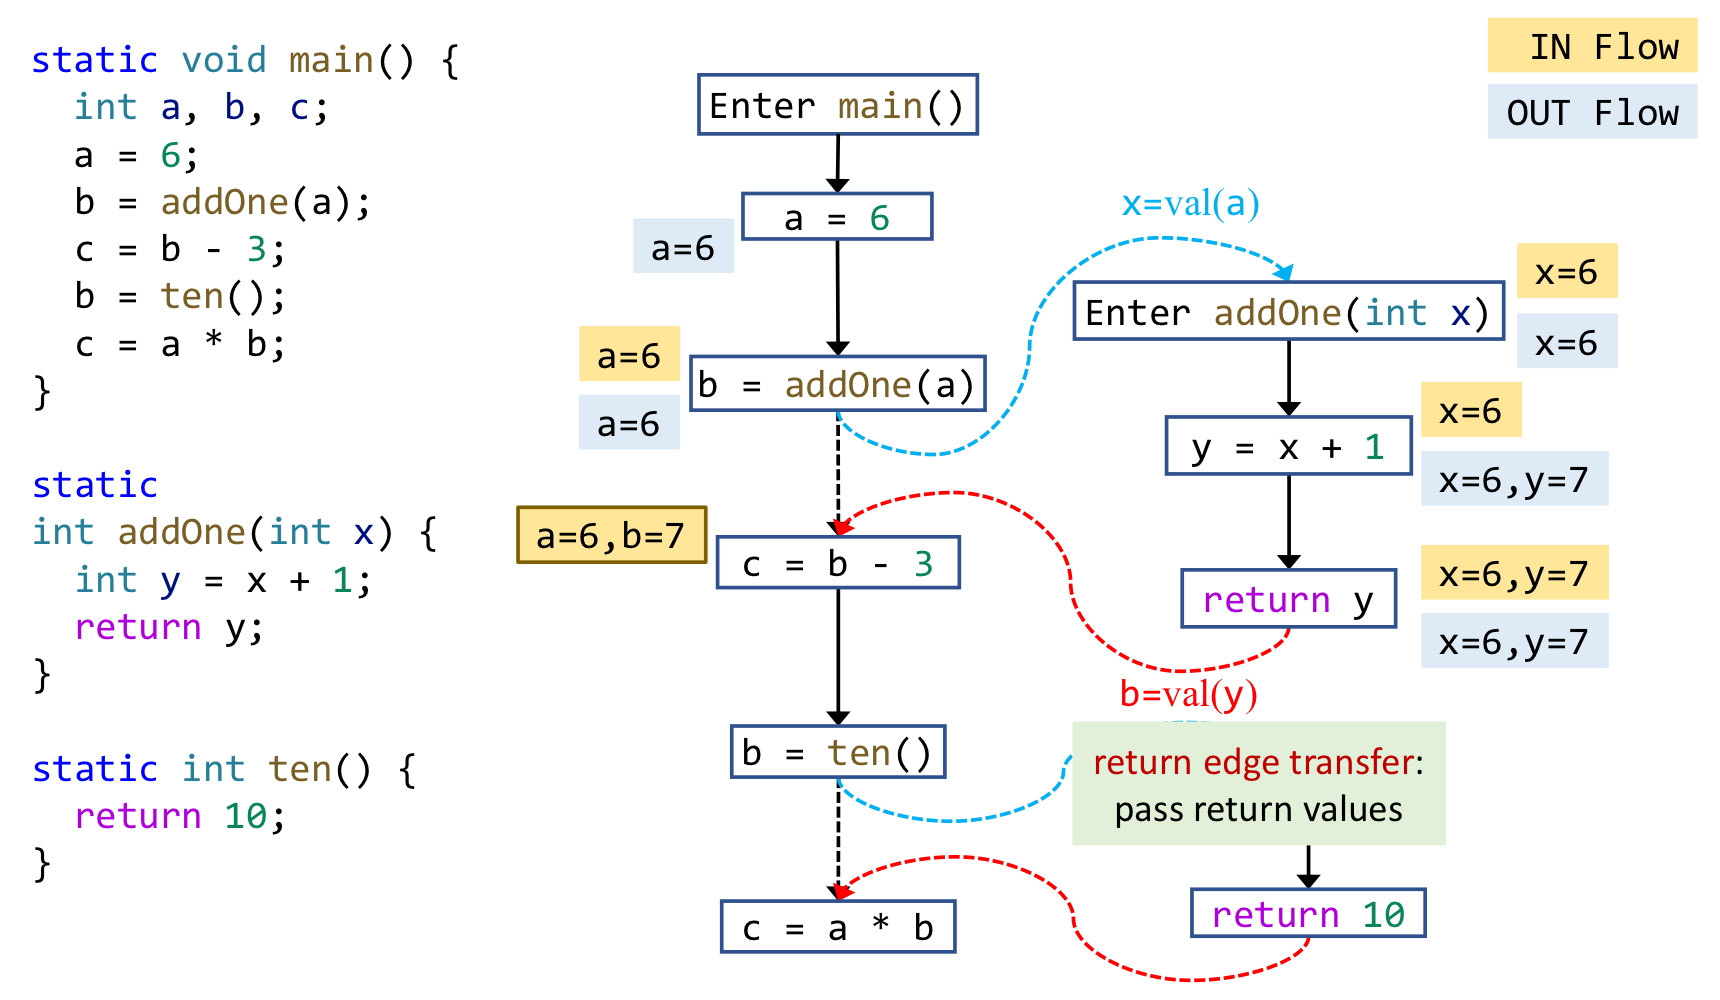 static void main() {
int a, b, c;
a = 6;
b = addOne(a);
c = b - 3;
b = ten();
c = a * b;
}
static
int addOne(int x) {
int y = x + 1;
return y;
}
static int ten() {
return 10;
}
IN Flow
OUT Flow
Enter main()
a = 6
a=6
a=6
b = addOne(a)
a=6
a=6,b=7
c = b - 3
b = ten()
c = a * b
x=val(a)
Enter addOne(int x)
x=6
x=6
y = x + 1
x=6
x=6,y=7
return y
x=6,y=7
x=6,y=7
b=val(y)
return edge transfer:
pass return values
return 10